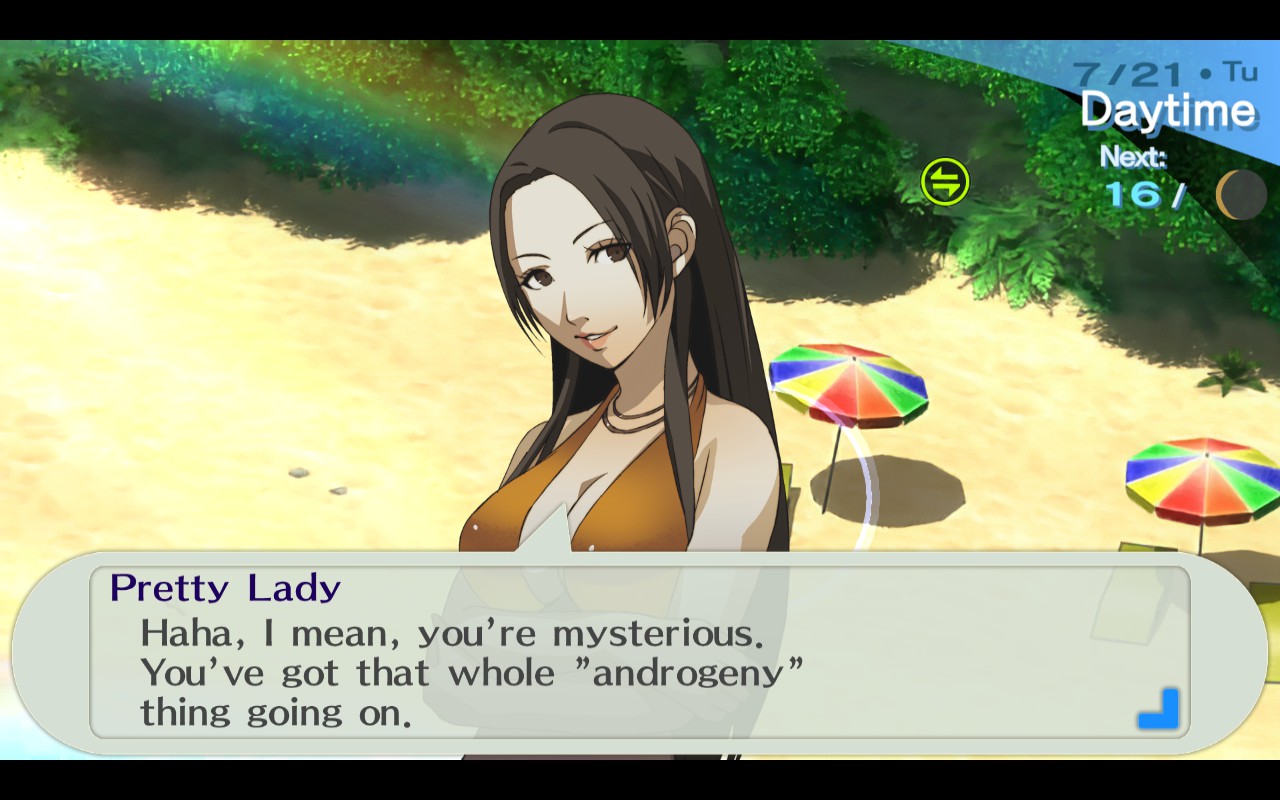 7/21 • Tu
Daytime
Next:
16/
Pretty Lady
Haha, I mean, you're mysterious.
You've got that whole "androgeny"
thing going on.